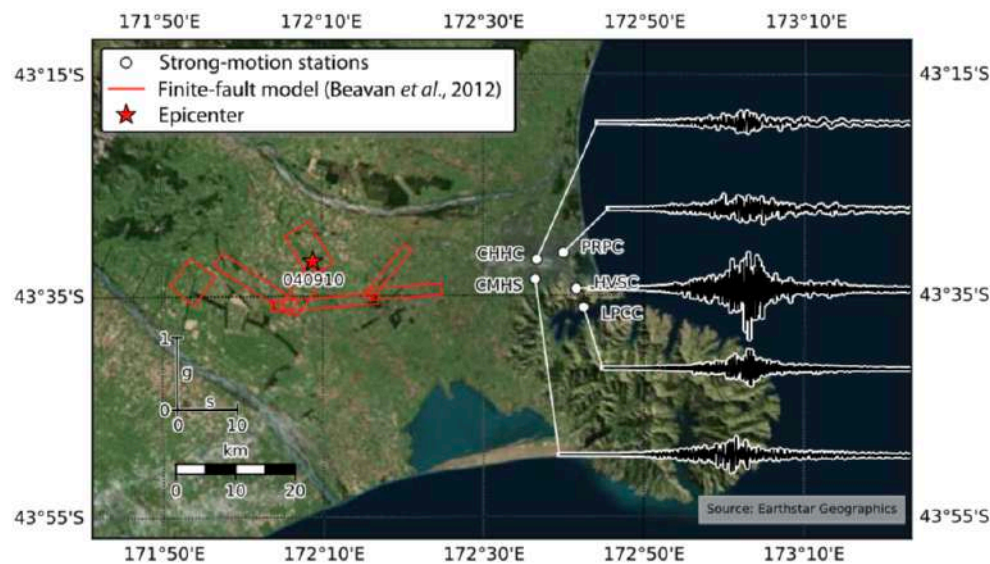 171°50'E 172°10'E 172°30'E 172°50'E 173°10'E
43°15'S 43°15'S
Strong-motion stations
Finite-fault model (Beavan et al., 2012)
Epicenter
CHHC PRPC
040910 CMHS HVSC
43°35'S 43°35'S
LPCC
1
g
0 s
0 10
km
0 10 20
Source: Earthstar Geographics
43°55'S 43°55'S
171°50'E 172°10'E 172°30'E 172°50'E 173°10'E